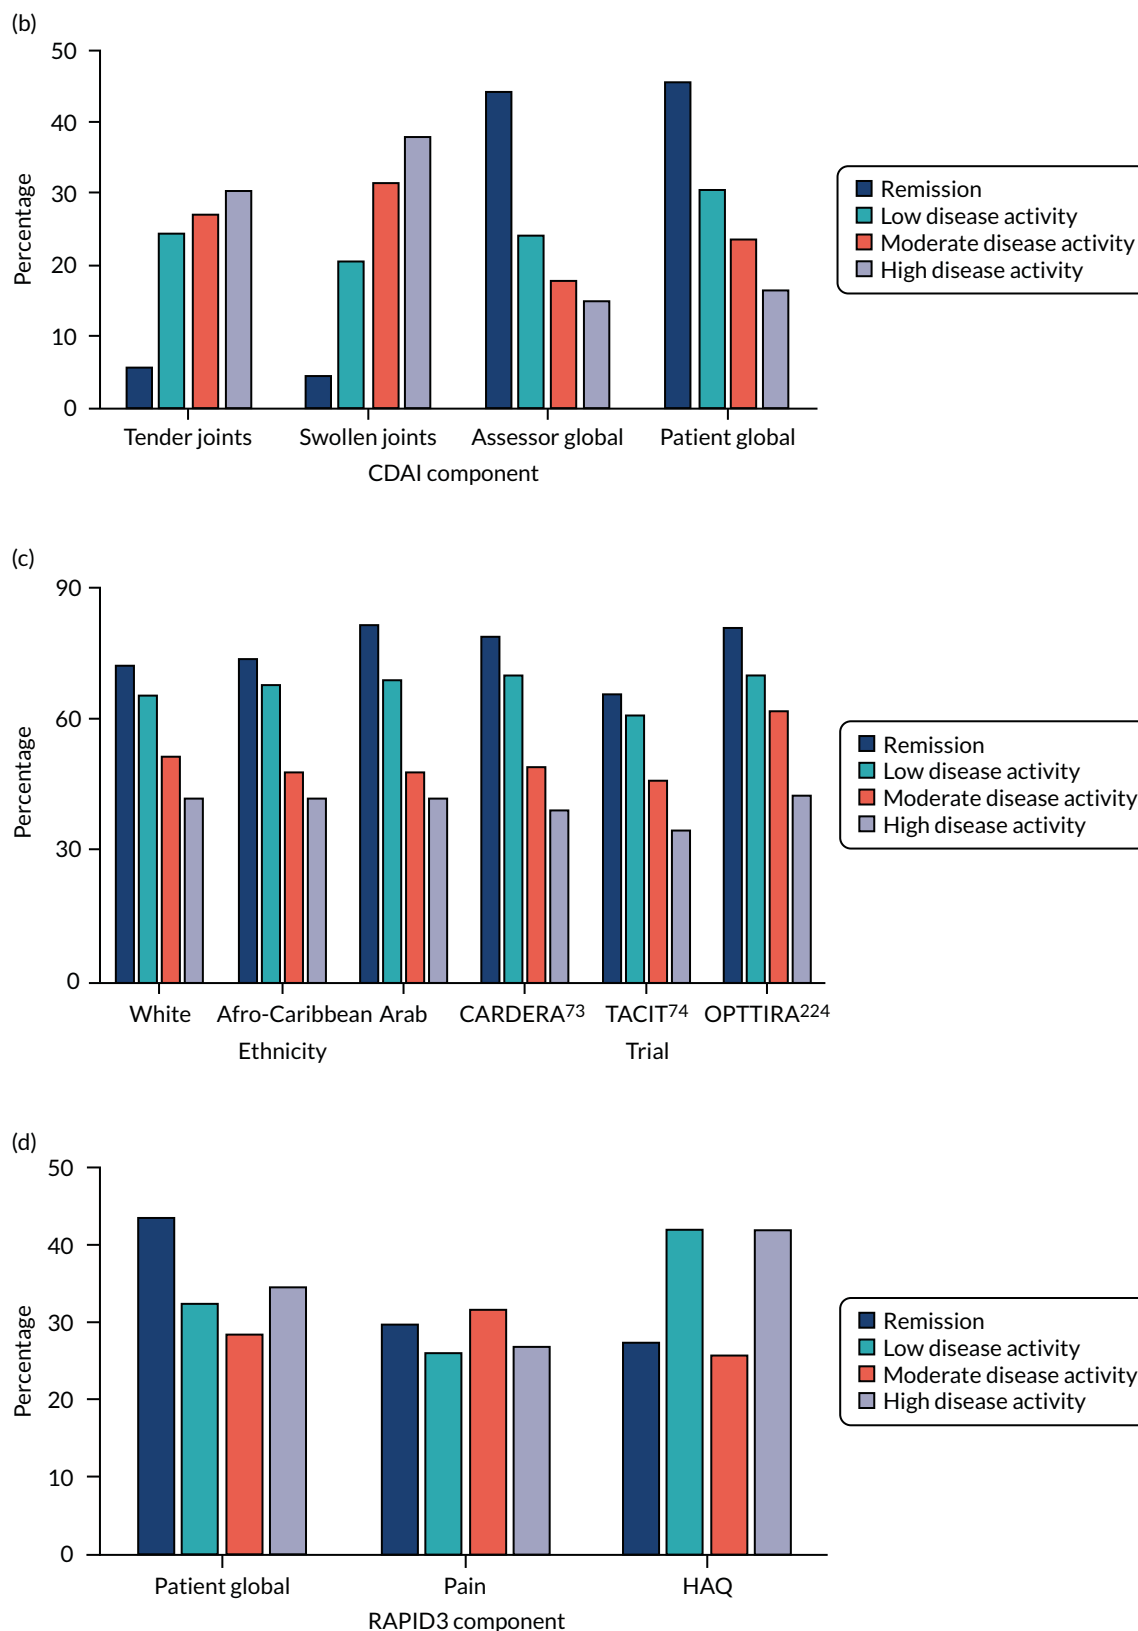 (b)
50
40
30
20
10
0
Percentage
Tender joints Swollen joints Assessor global Patient global
CDAI component
Remission
Low disease activity
Moderate disease activity
High disease activity
(c)
90
60
30
0
Percentage
White Afro-Caribbean Arab CARDERA73 TACIT74 OPTTIRA224
Ethnicity Trial
Remission
Low disease activity
Moderate disease activity
High disease activity
(d)
50
40
30
20
10
0
Percentage
Patient global Pain HAQ
RAPID3 component
Remission
Low disease activity
Moderate disease activity
High disease activity